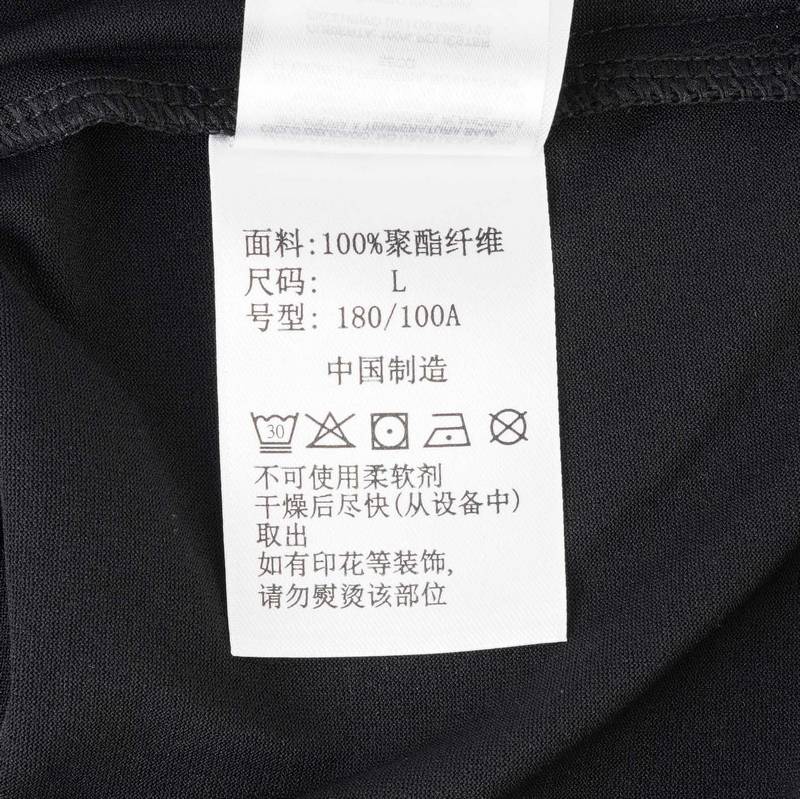 面料:100%聚酯纤维
尺码: L
号型: 180/100A
中国制造
30
不可使用柔软剂
干燥后尽快(从设备中)
取出
如有印花等装饰,
请勿熨烫该部位